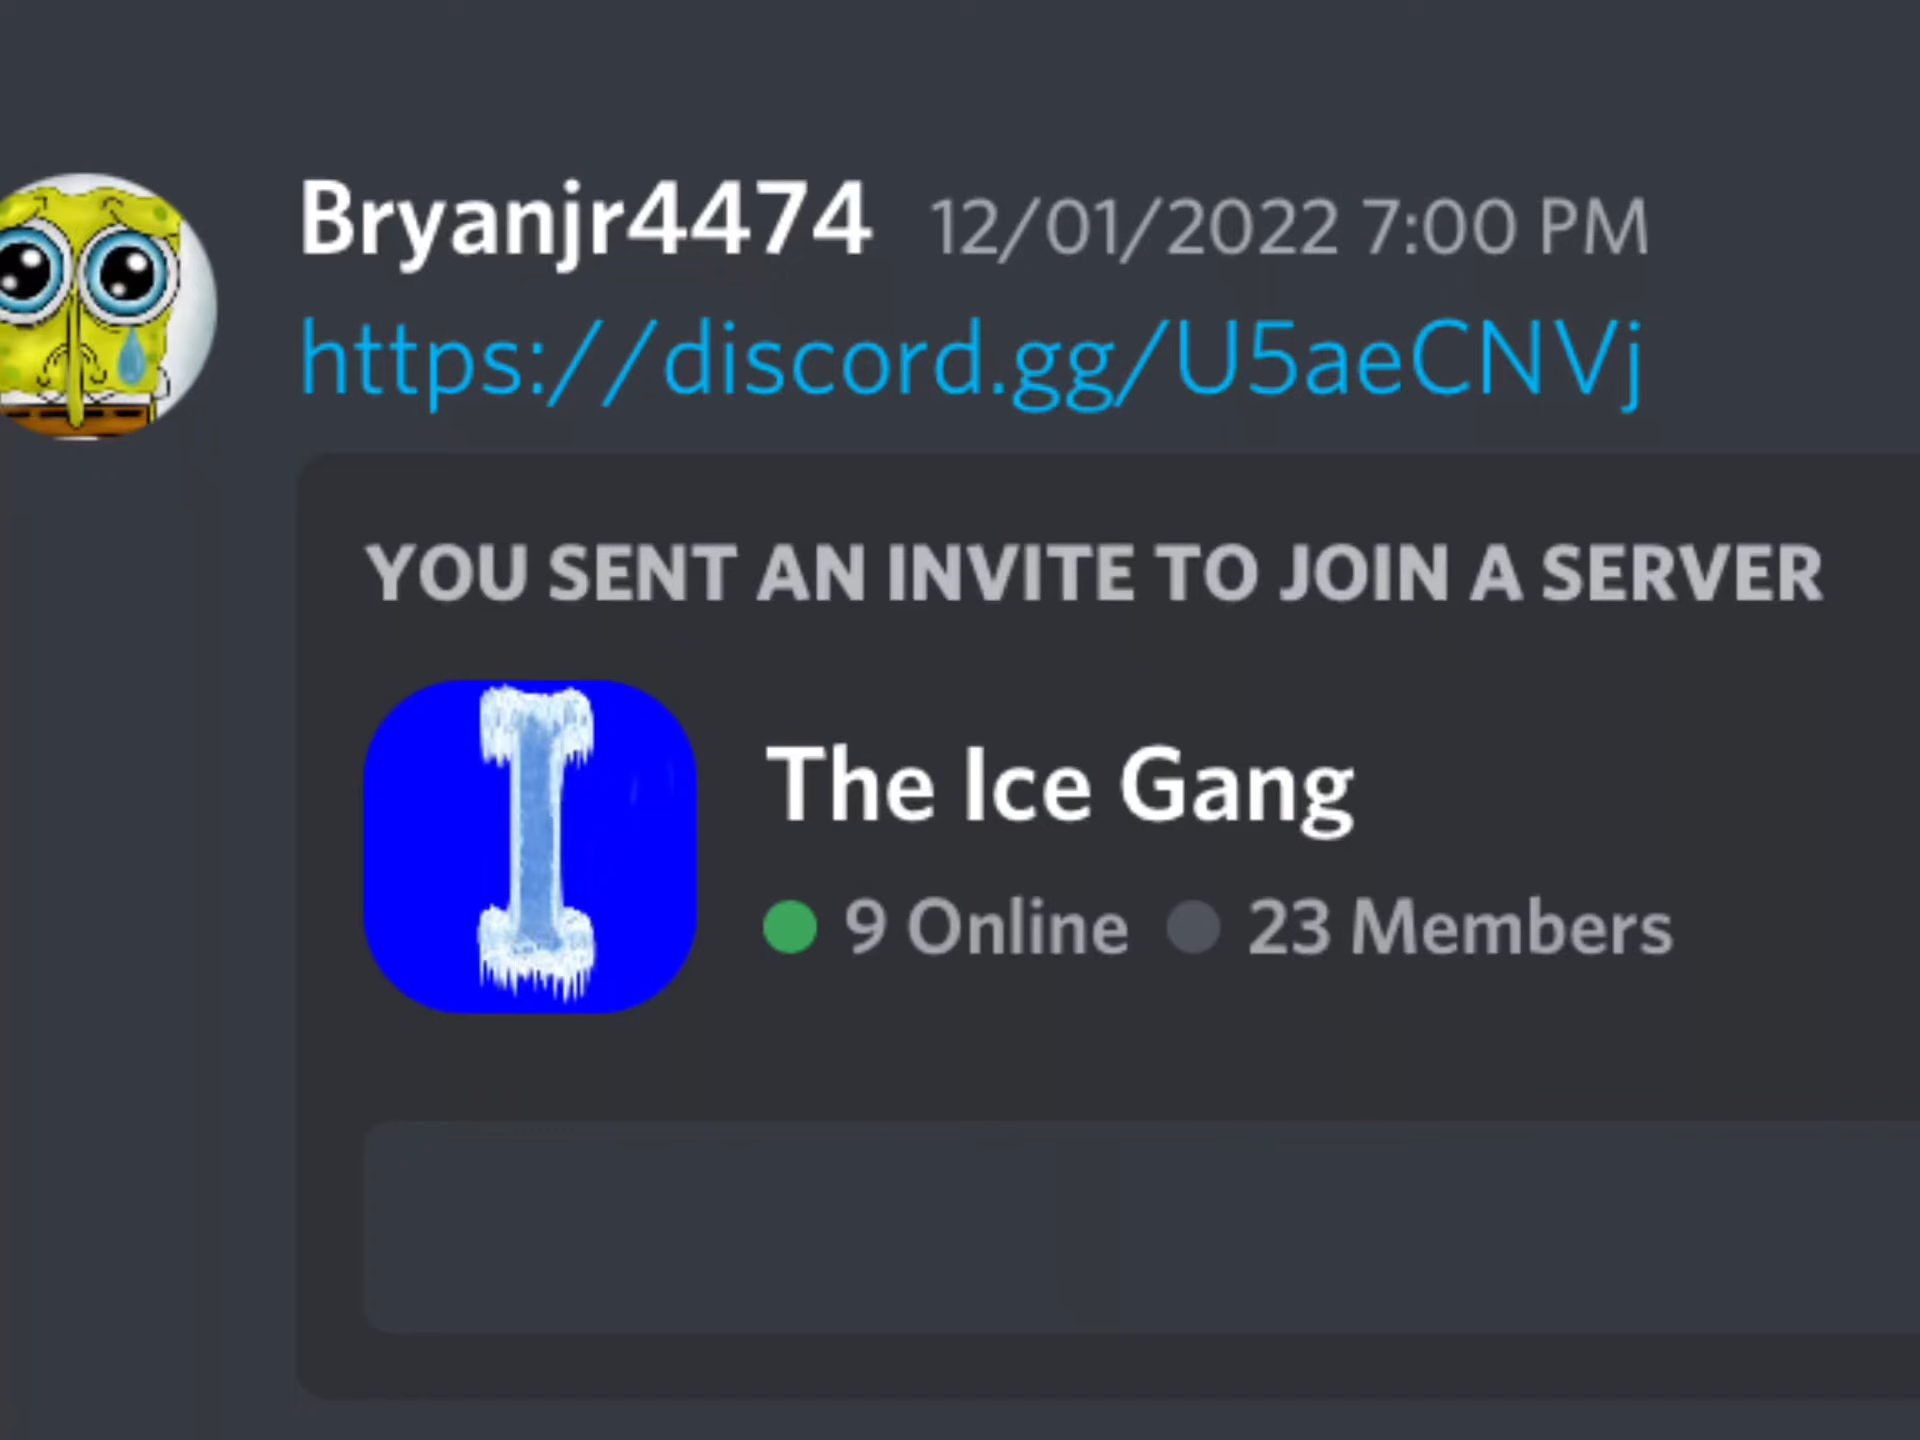 Bryanjr4474 12/01/2022 7:00 PM
https://discord.gg/U5aeCNVj
YOU SENT AN INVITE TO JOIN A SERVER
I
The Ice Gang
9 Online 23 Members